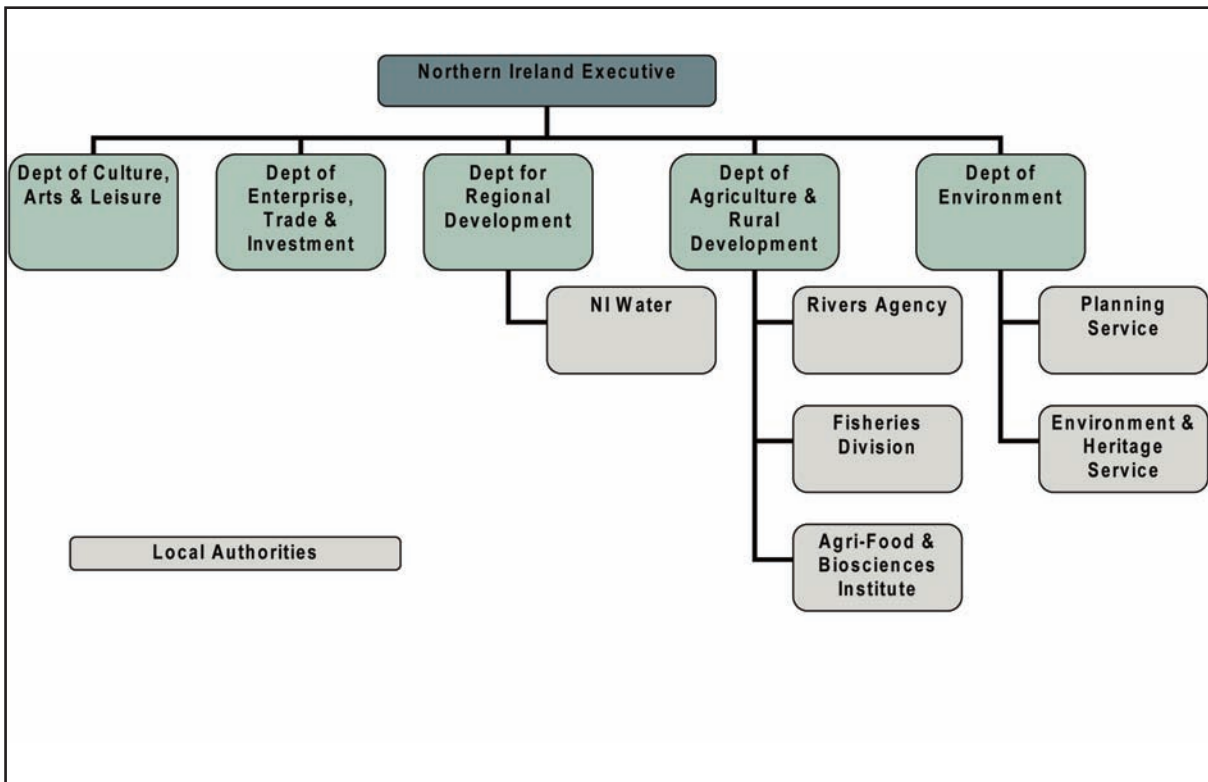 Northern Ireland Executive
Dept of Culture,
Arts & Leisure
Dept of
Enterprise,
Trade &
Investment
Dept for
Regional
Development
Dept of
Agriculture &
Rural
Development
Dept of
Environment
NI Water
Rivers Agency
Planning
Service
Fisheries
Division
Environment &
Heritage
Service
Local Authorities
Agri-Food &
Biosciences
Institute